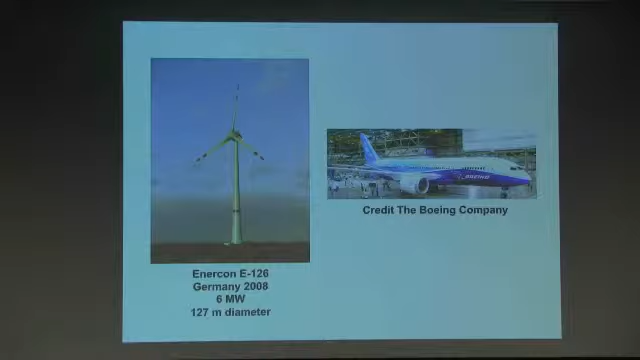 Enercon E-126
Germany 2008
6 MW
127 m diameter
BOEING
Credit The Boeing Company